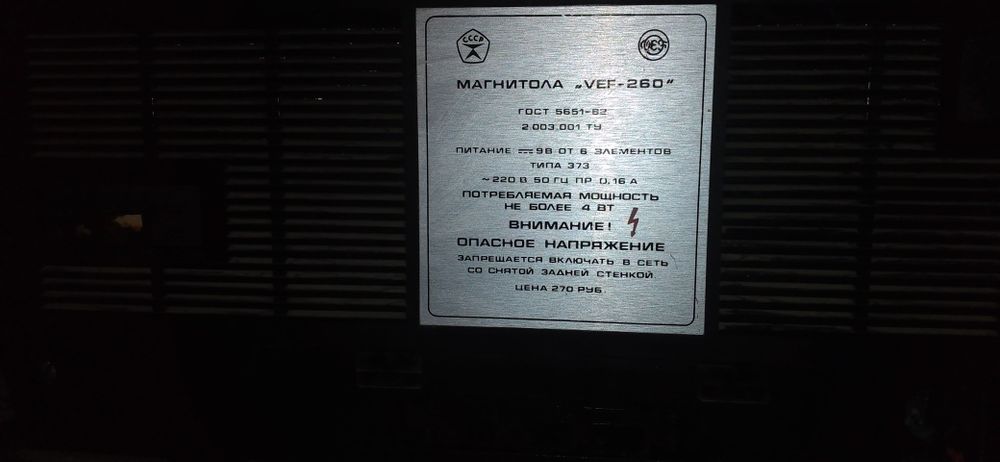 СССР
VEF
МАГНИТОЛА „VEF-260"
ГОСТ 5651-82
2.003.001 ТУ
ПИТАНИЕ ⎓ 9В ОТ 6 ЭЛЕМЕНТОВ
ТИПА 373
~220 В 50 ГЦ ПР 0,16 А
ПОТРЕБЛЯЕМАЯ МОЩНОСТЬ
НЕ БОЛЕЕ 4 ВТ
ВНИМАНИЕ!
ОПАСНОЕ НАПРЯЖЕНИЕ
ЗАПРЕЩАЕТСЯ ВКЛЮЧАТЬ В СЕТЬ
СО СНЯТОЙ ЗАДНЕЙ СТЕНКОЙ.
ЦЕНА 270 РУБ.